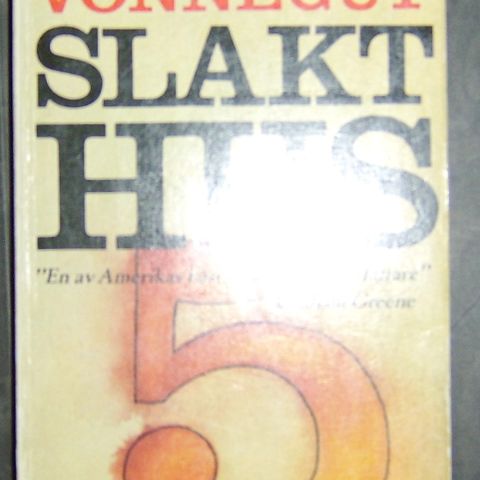 VONNEGUT
SLAKT
HUS
5
"En av Amerikas
Greene